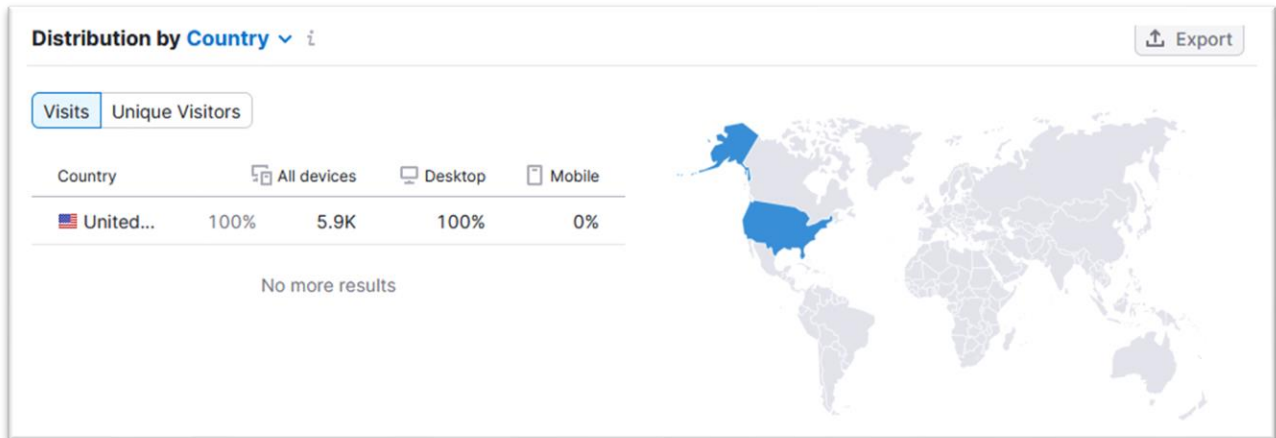 Distribution by Country i
Export
Visits Unique Visitors
Country All devices Desktop Mobile
United... 100% 5.9K 100% 0%
No more results